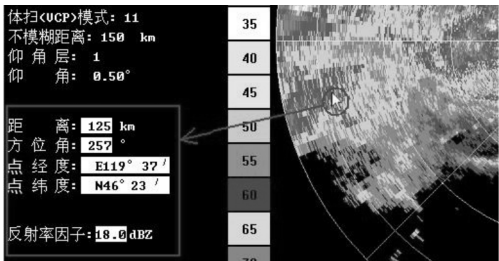 体扫(VCP)模式: 11
不模糊距离: 150 km
仰 角 层: 1
仰 角: 0.50°
距 离: 125 km
方 位 角: 257 °
点 经 度: E119° 37 '
点 纬 度: N46° 23 '
反射率因子: 18.0 dBZ
35
40
45
50
55
60
65
70